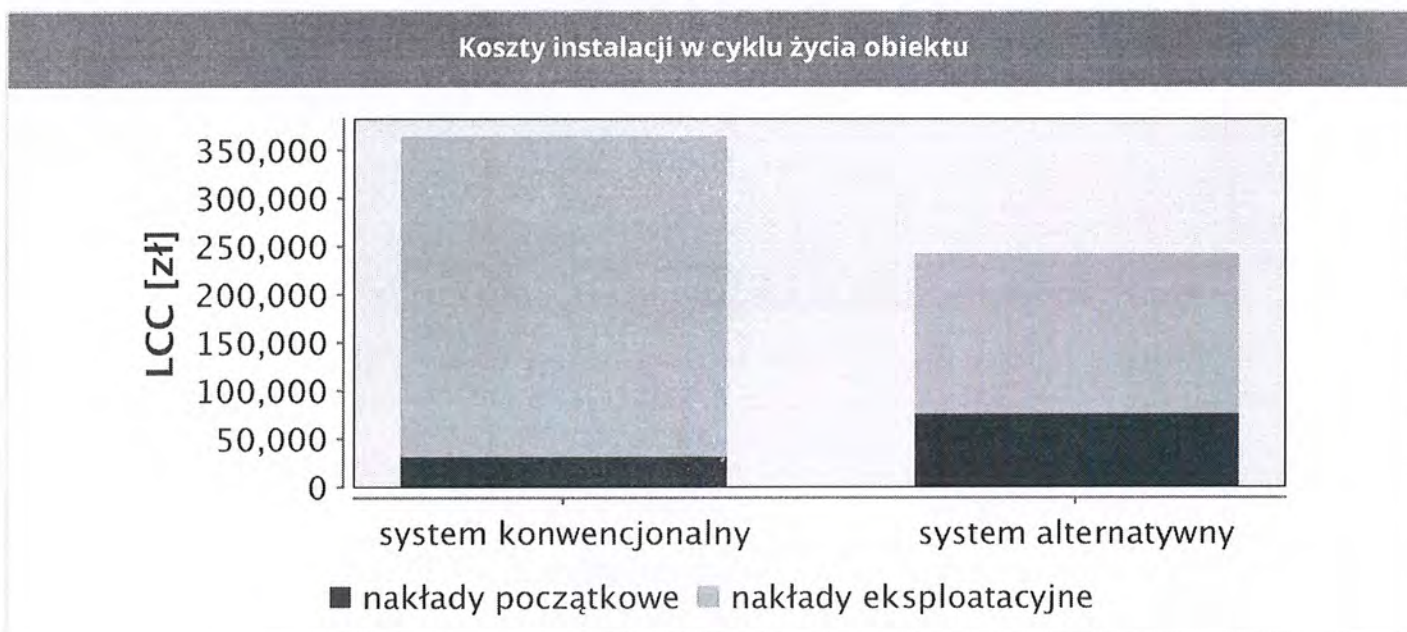 Koszty instalacji w cyklu życia obiektu
LCC [zł]
350,000
300,000
250,000
200,000
150,000
100,000
50,000
0
system konwencjonalny
system alternatywny
nakłady początkowe
nakłady eksploatacyjne